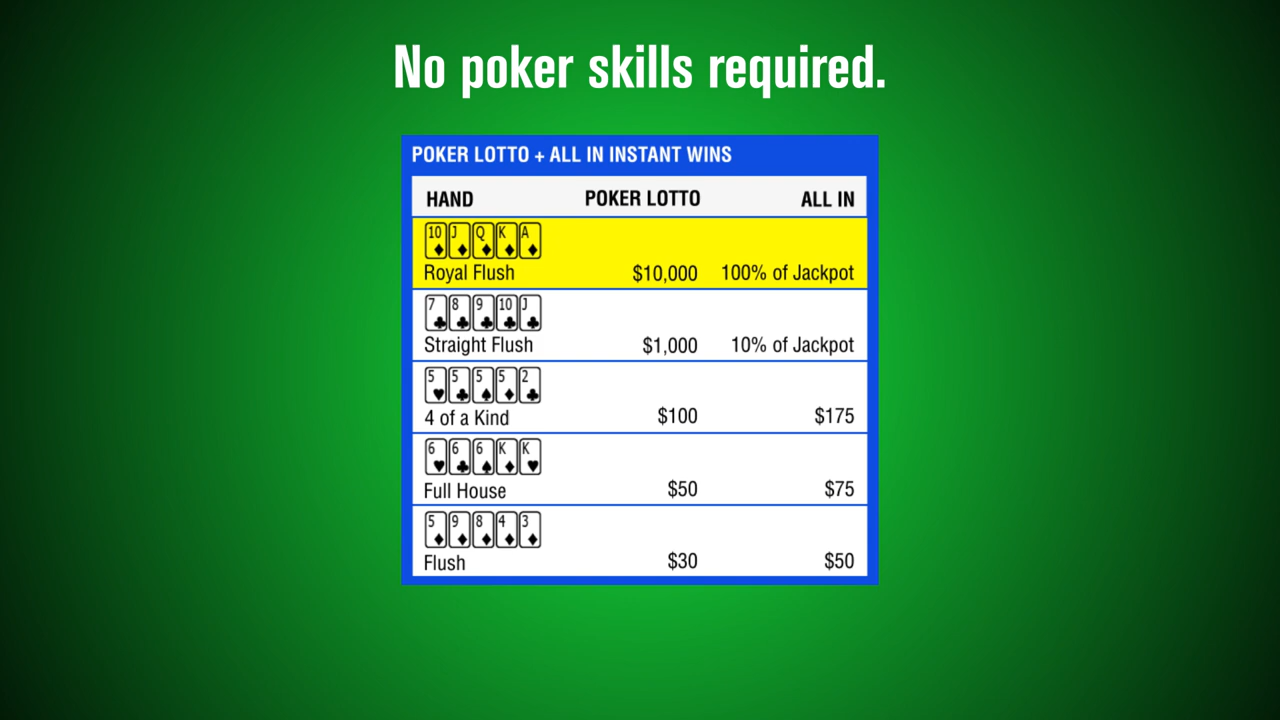 No poker skills required.
POKER LOTTO + ALL IN INSTANT WINS
HAND POKER LOTTO ALL IN
10 J Q K A
Royal Flush $10,000 100% of Jackpot
7 8 9 10 J
Straight Flush $1,000 10% of Jackpot
5 5 5 5 2
4 of a Kind $100 $175
6 6 6 K K
Full House $50 $75
5 9 8 4 3
Flush $30 $50